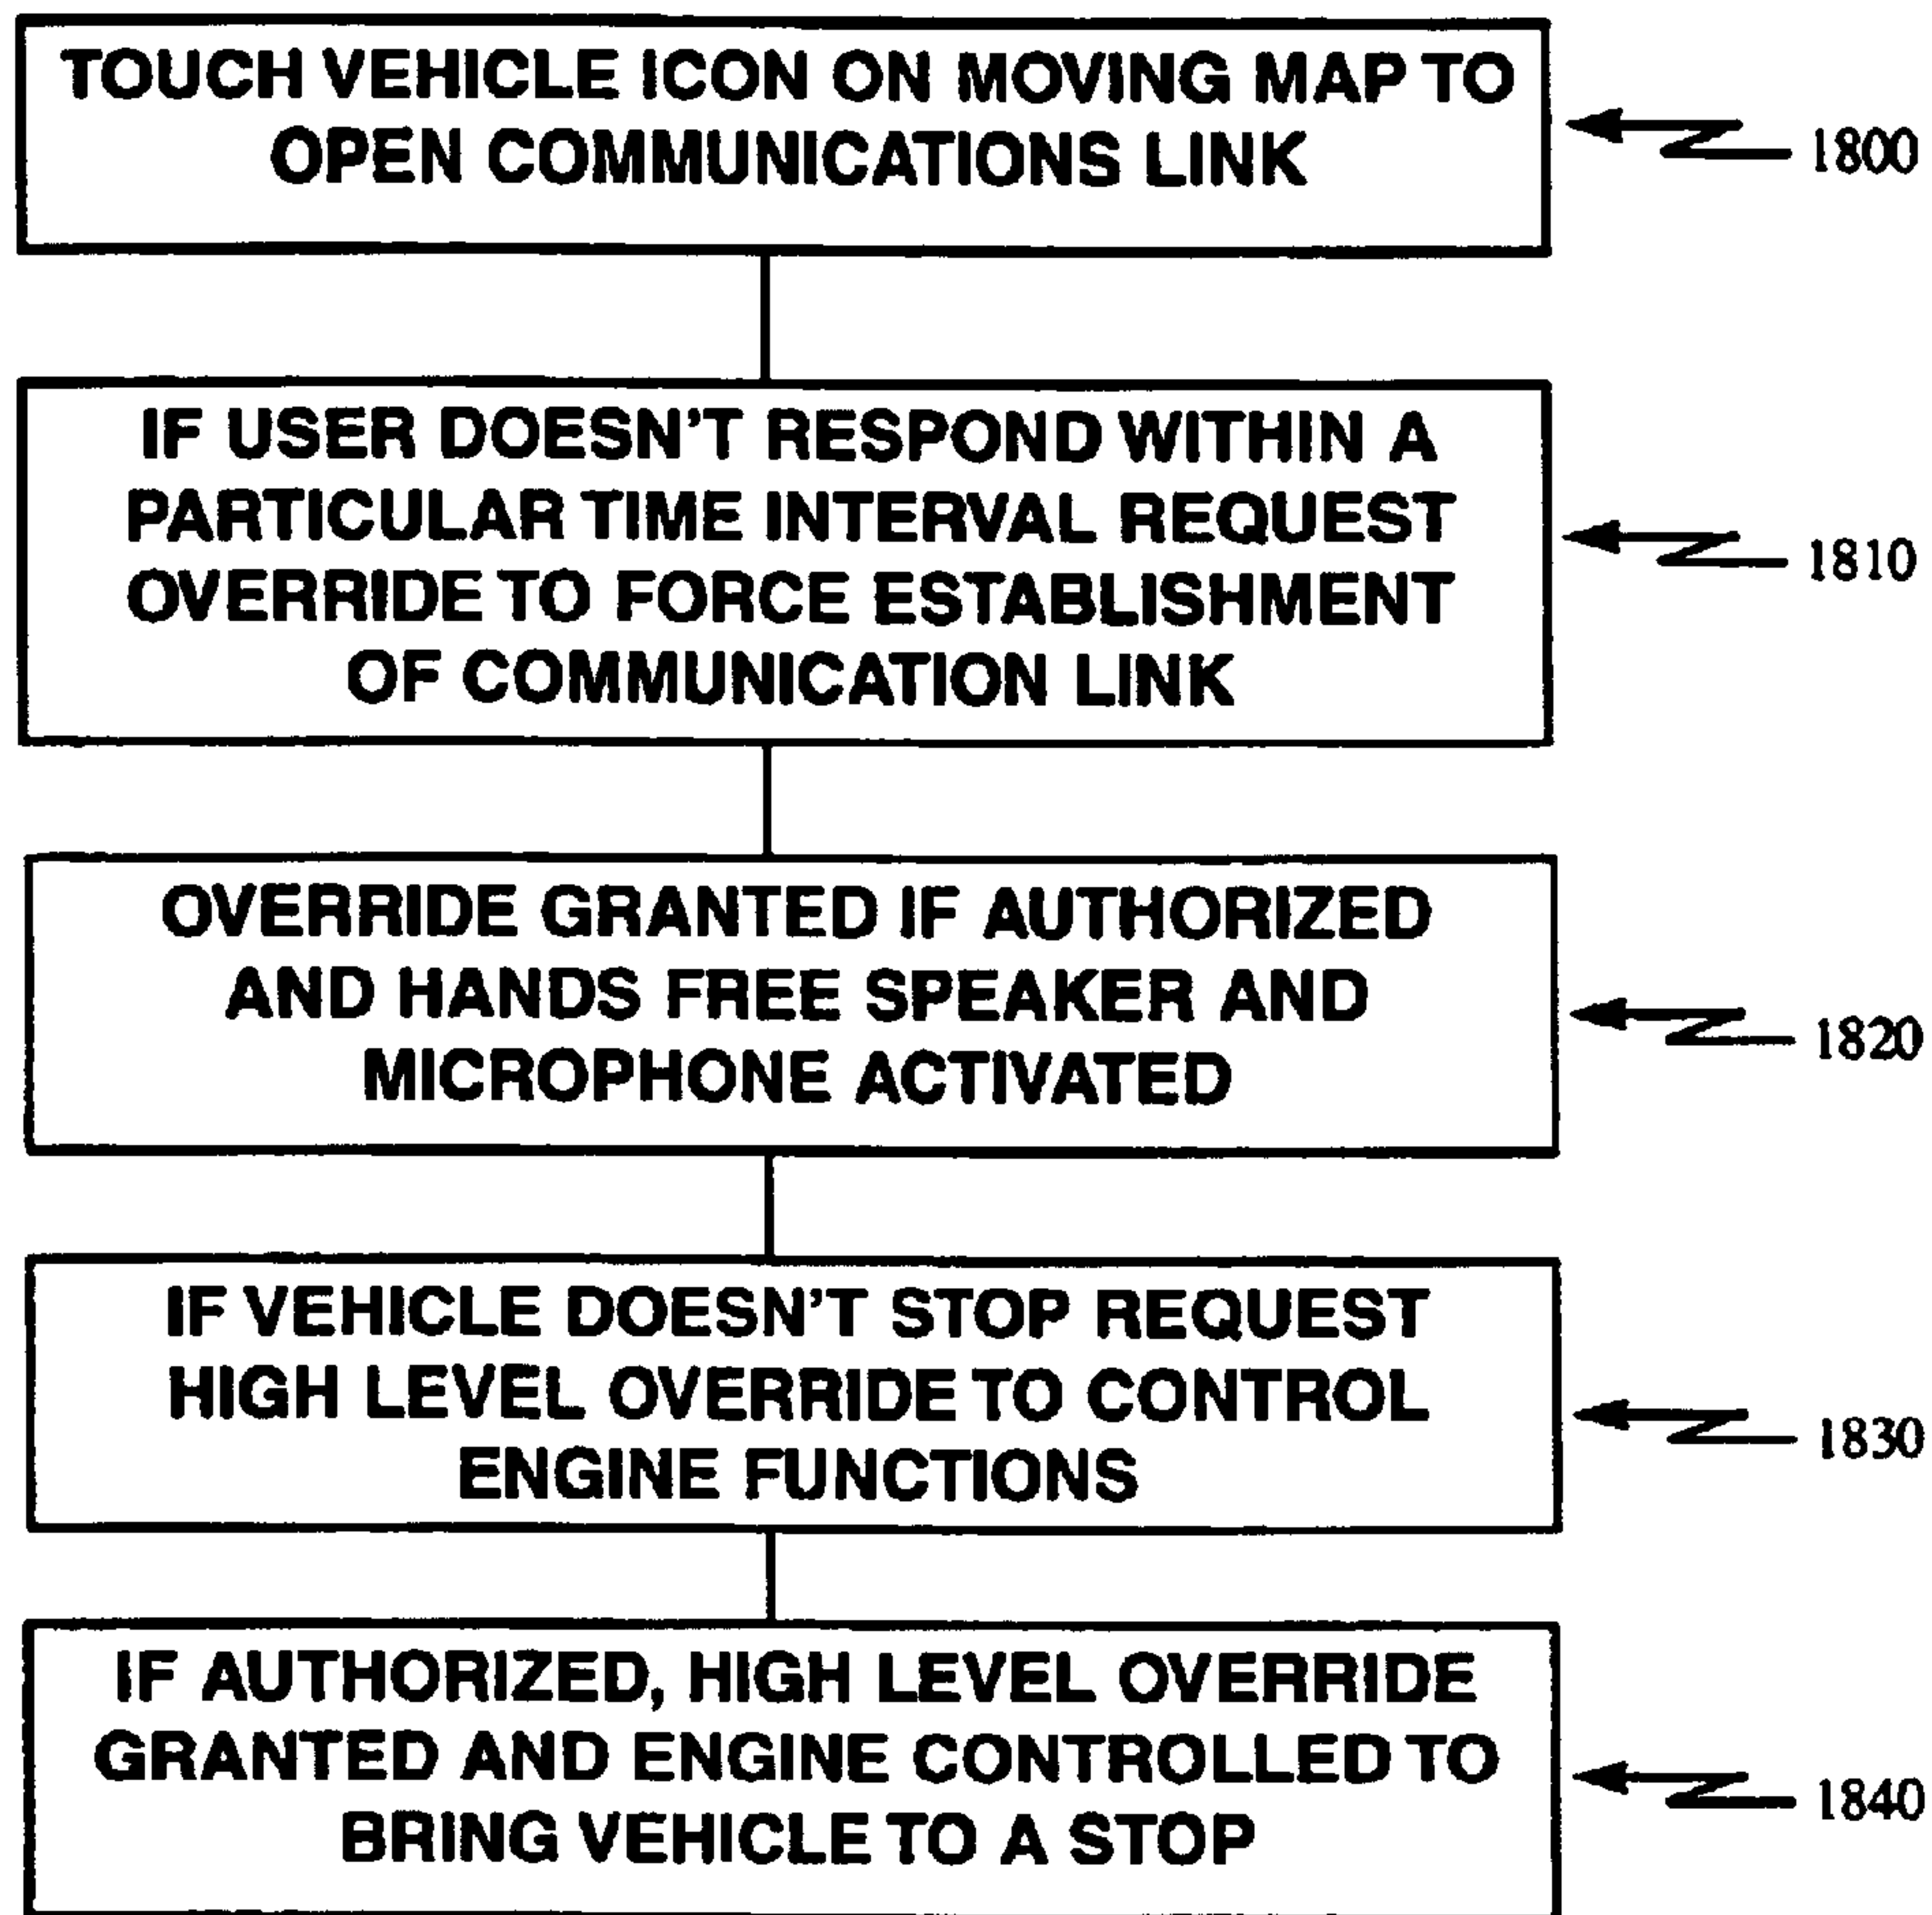 TOUCH VEHICLE ICON ON MOVING MAP TO
OPEN COMMUNICATIONS LINK
1800
IF USER DOESN'T RESPOND WITHIN A
PARTICULAR TIME INTERVAL REQUEST
OVERRIDE TO FORCE ESTABLISHMENT
OF COMMUNICATION LINK
1810
OVERRIDE GRANTED IF AUTHORIZED
AND HANDS FREE SPEAKER AND
MICROPHONE ACTIVATED
1820
IF VEHICLE DOESN'T STOP REQUEST
HIGH LEVEL OVERRIDE TO CONTROL
ENGINE FUNCTIONS
1830
IF AUTHORIZED, HIGH LEVEL OVERRIDE
GRANTED AND ENGINE CONTROLLED TO
BRING VEHICLE TO A STOP
1840